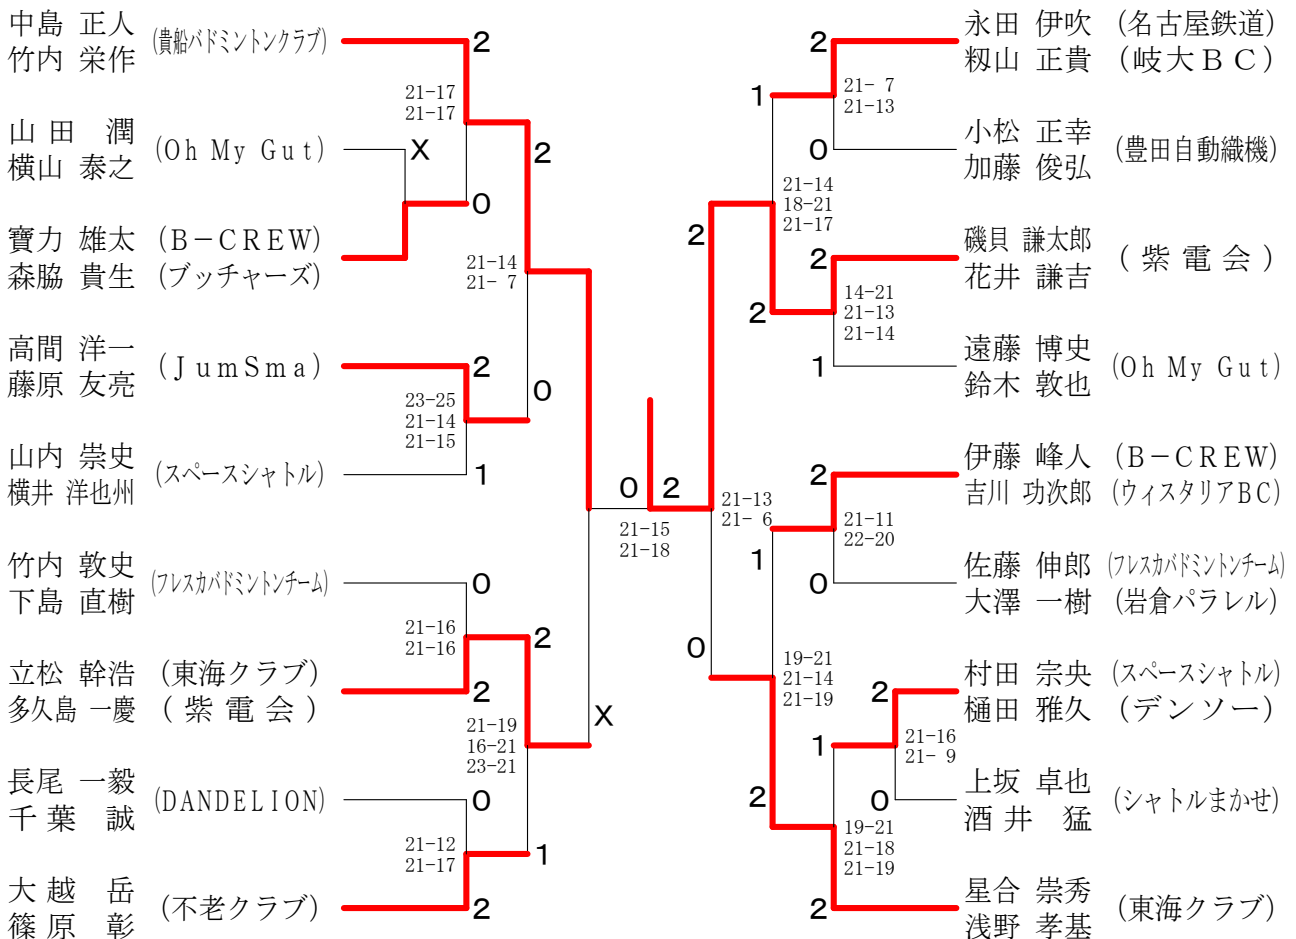 中島 正人 (貴船バドミントンクラブ) 2
竹内 栄作
21-17
21-17
山田 潤 (Oh My Gut) X
横山 泰之
2
0
寶力 雄太 (B-CREW)
森脇 貴生 (ブッチャーズ)
21-14
21- 7
高間 洋一 (JumSma) 2
藤原 友亮
0
23-25
21-14
21-15
山内 崇史 (スペースシャトル) 1
横井 洋也州
竹内 敦史 (フレスカバドミントンチーム) 0
下島 直樹
21-16
21-16
2
立松 幹浩 (東海クラブ) 2
多久島 一慶 (紫電会)
21-19
16-21
23-21
X
長尾 一毅 (DANDELION) 0
千葉 誠
21-12
21-17
1
大越 岳 (不老クラブ) 2
篠原 彰
0 2
21-15
21-18
2 永田 伊吹 (名古屋鉄道)
籾山 正貴 (岐大BC)
1
21- 7
21-13
0 小松 正幸 (豊田自動織機)
加藤 俊弘
21-14
18-21
21-17
2
2 磯貝 謙太郎 (紫電会)
花井 謙吉
2
14-21
21-13
21-14
1 遠藤 博史 (Oh My Gut)
鈴木 敦也
2 伊藤 峰人 (B-CREW)
吉川 功次郎 (ウィスタリアBC)
21-13
21- 6
21-11
22-20
1
0 佐藤 伸郎 (フレスカバドミントンチーム)
大澤 一樹 (岩倉パラレル)
0
19-21
21-14
21-19
2 村田 宗央 (スペースシャトル)
樋田 雅久 (デンソー)
1
21-16
21- 9
2
0 上坂 卓也 (シャトルまかせ)
酒井 猛
19-21
21-18
21-19
2 星合 崇秀 (東海クラブ)
浅野 孝基